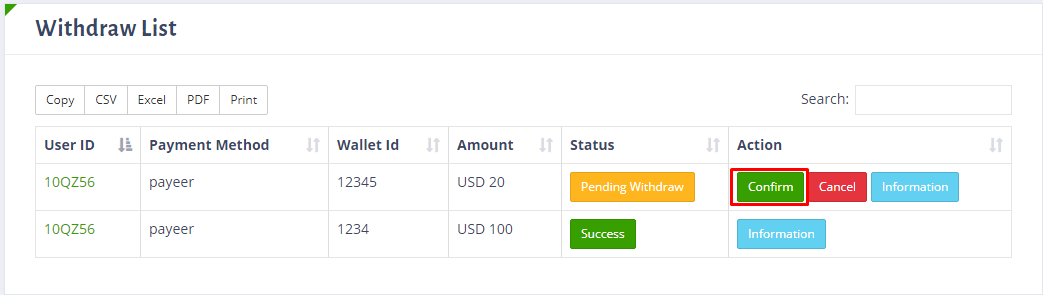 Withdraw List
Copy CSV Excel PDF Print Search:
User ID Payment Method Wallet Id Amount Status Action
10QZ56 payeer 12345 USD 20 Pending Withdraw Confirm Cancel Information
10QZ56 payeer 1234 USD 100 Success Information